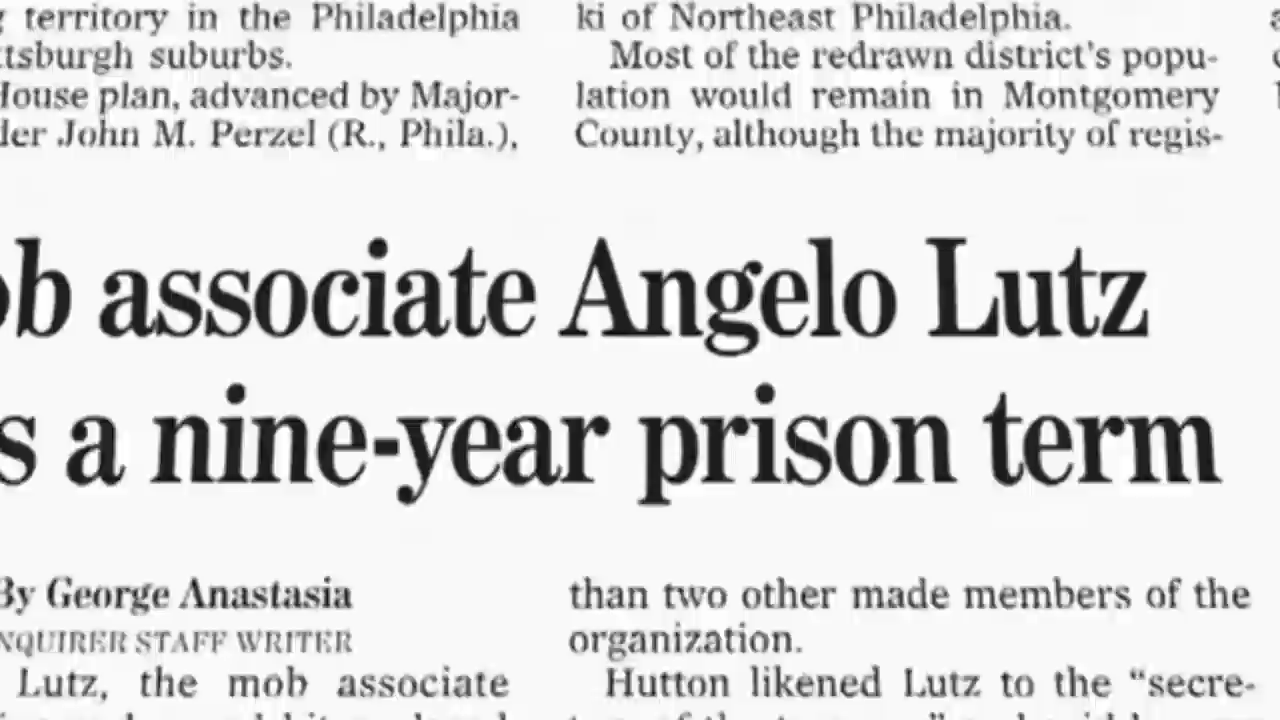 territory in the Philadelphia
ttsburgh suburbs.
House plan, advanced by Major-
der John M. Perzel (R., Phila.),
ki of Northeast Philadelphia.
Most of the redrawn district's popu-
lation would remain in Montgomery
County, although the majority of regis-
ob associate Angelo Lutz
s a nine-year prison term
By George Anastasia
NQUIRER STAFF WRITER
Lutz, the mob associate
than two other made members of the
organization.
Hutton likened Lutz to the “secre-